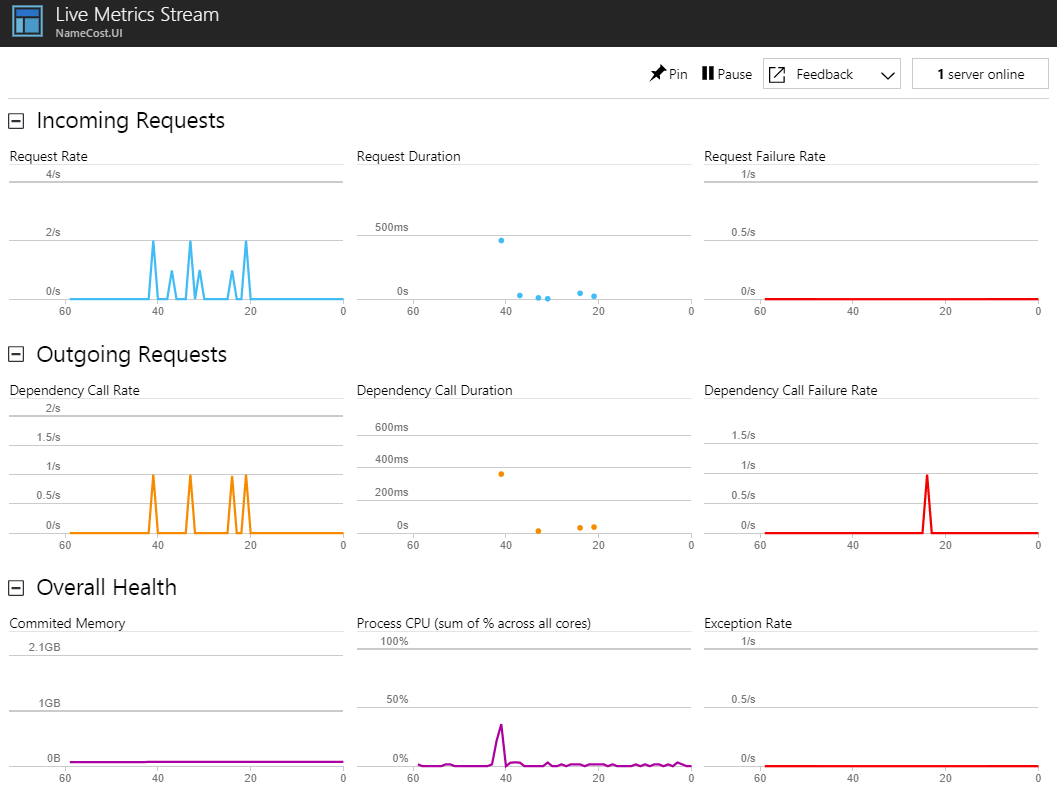 Live Metrics Stream
NameCost.UI
Pin Pause Feedback 1 server online
Incoming Requests
Request Rate Request Duration Request Failure Rate
4/s 1/s
2/s 500ms 0.5/s
0/s 0s 0/s
60 40 20 0 60 40 20 0 60 40 20 0
Outgoing Requests
Dependency Call Rate Dependency Call Duration Dependency Call Failure Rate
2/s
1.5/s 600ms 1.5/s
1/s 400ms 1/s
0.5/s 200ms 0.5/s
0/s 0s 0/s
60 40 20 0 60 40 20 0 60 40 20 0
Overall Health
Commited Memory Process CPU (sum of % across all cores) Exception Rate
2.1GB 100% 1/s
1GB 50% 0.5/s
0B 0% 0/s
60 40 20 0 60 40 20 0 60 40 20 0